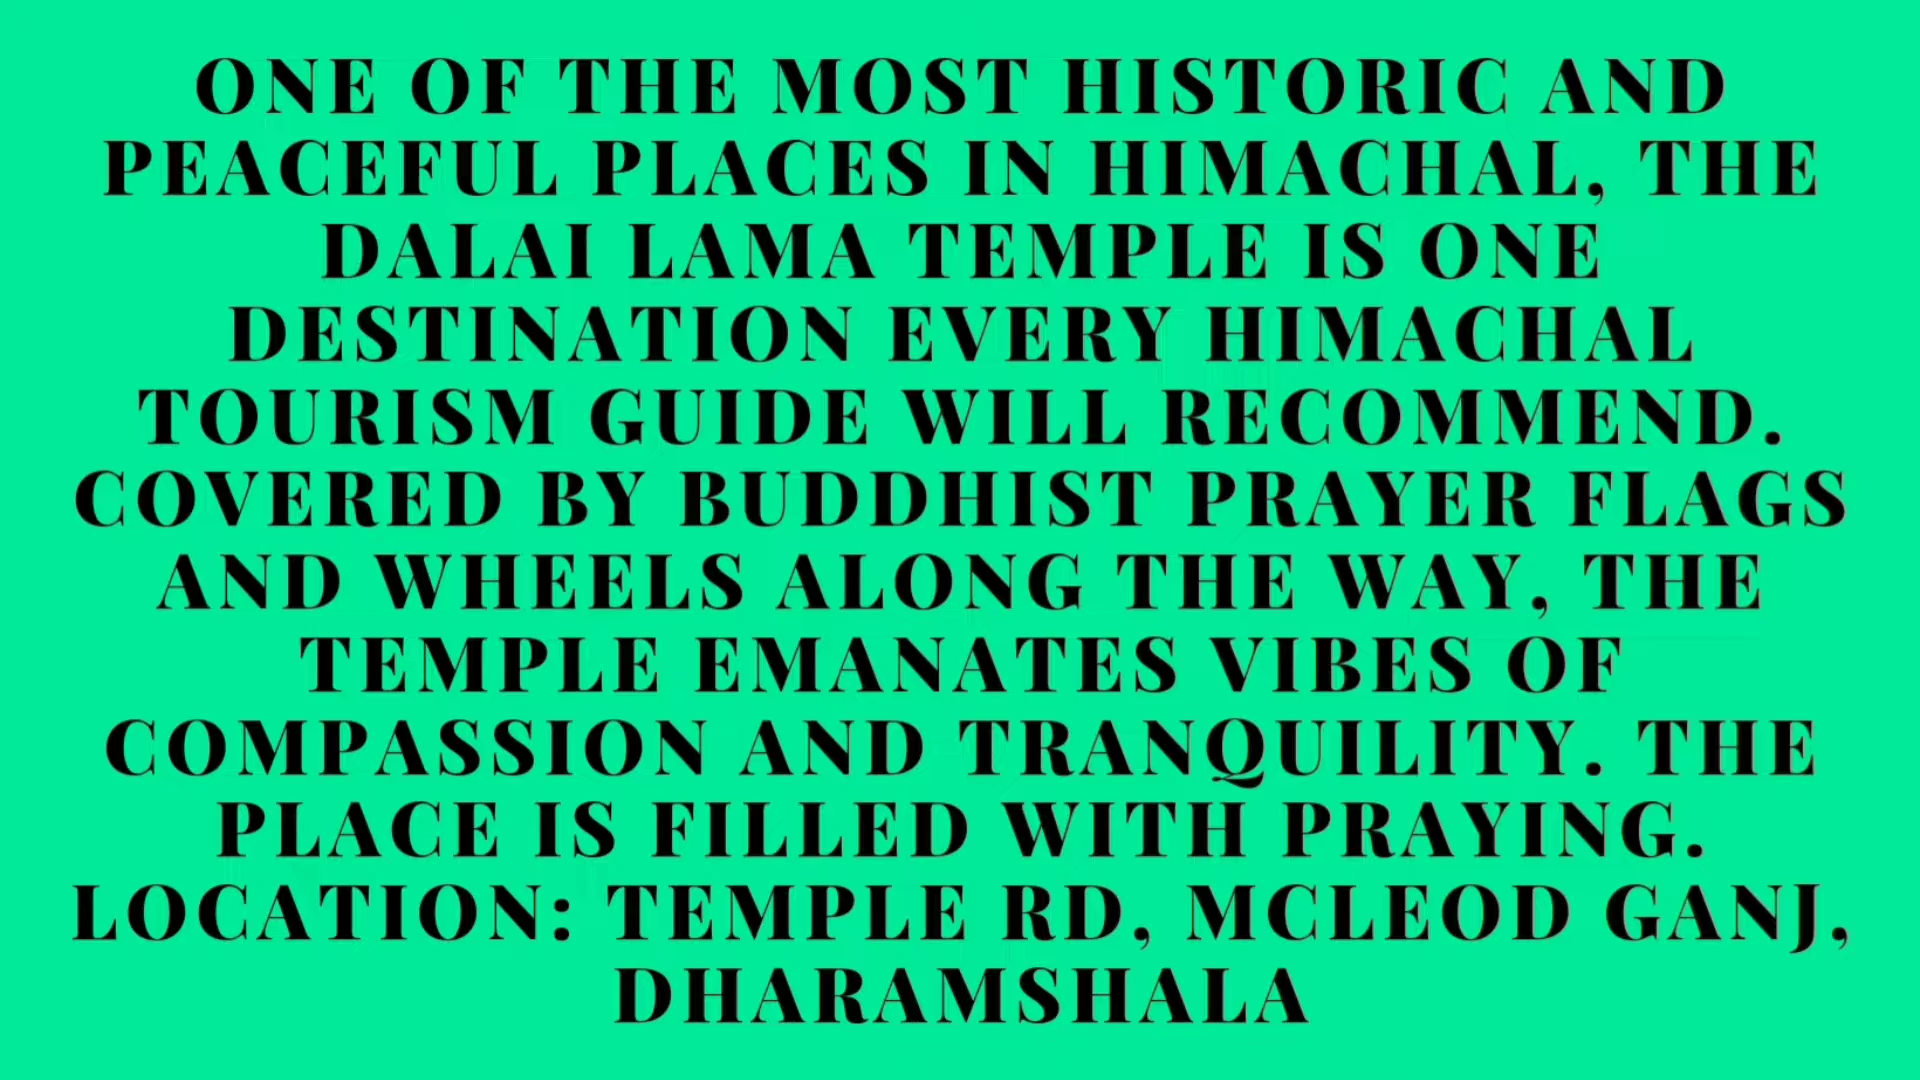 ONE OF THE MOST HISTORIC AND
PEACEFUL PLACES IN HIMACHAL, THE
DALAI LAMA TEMPLE IS ONE
DESTINATION EVERY HIMACHAL
TOURISM GUIDE WILL RECOMMEND.
COVERED BY BUDDHIST PRAYER FLAGS
AND WHEELS ALONG THE WAY, THE
TEMPLE EMANATES VIBES OF
COMPASSION AND TRANQUILITY. THE
PLACE IS FILLED WITH PRAYING.
LOCATION: TEMPLE RD, MCLEOD GANJ,
DHARAMSHALA